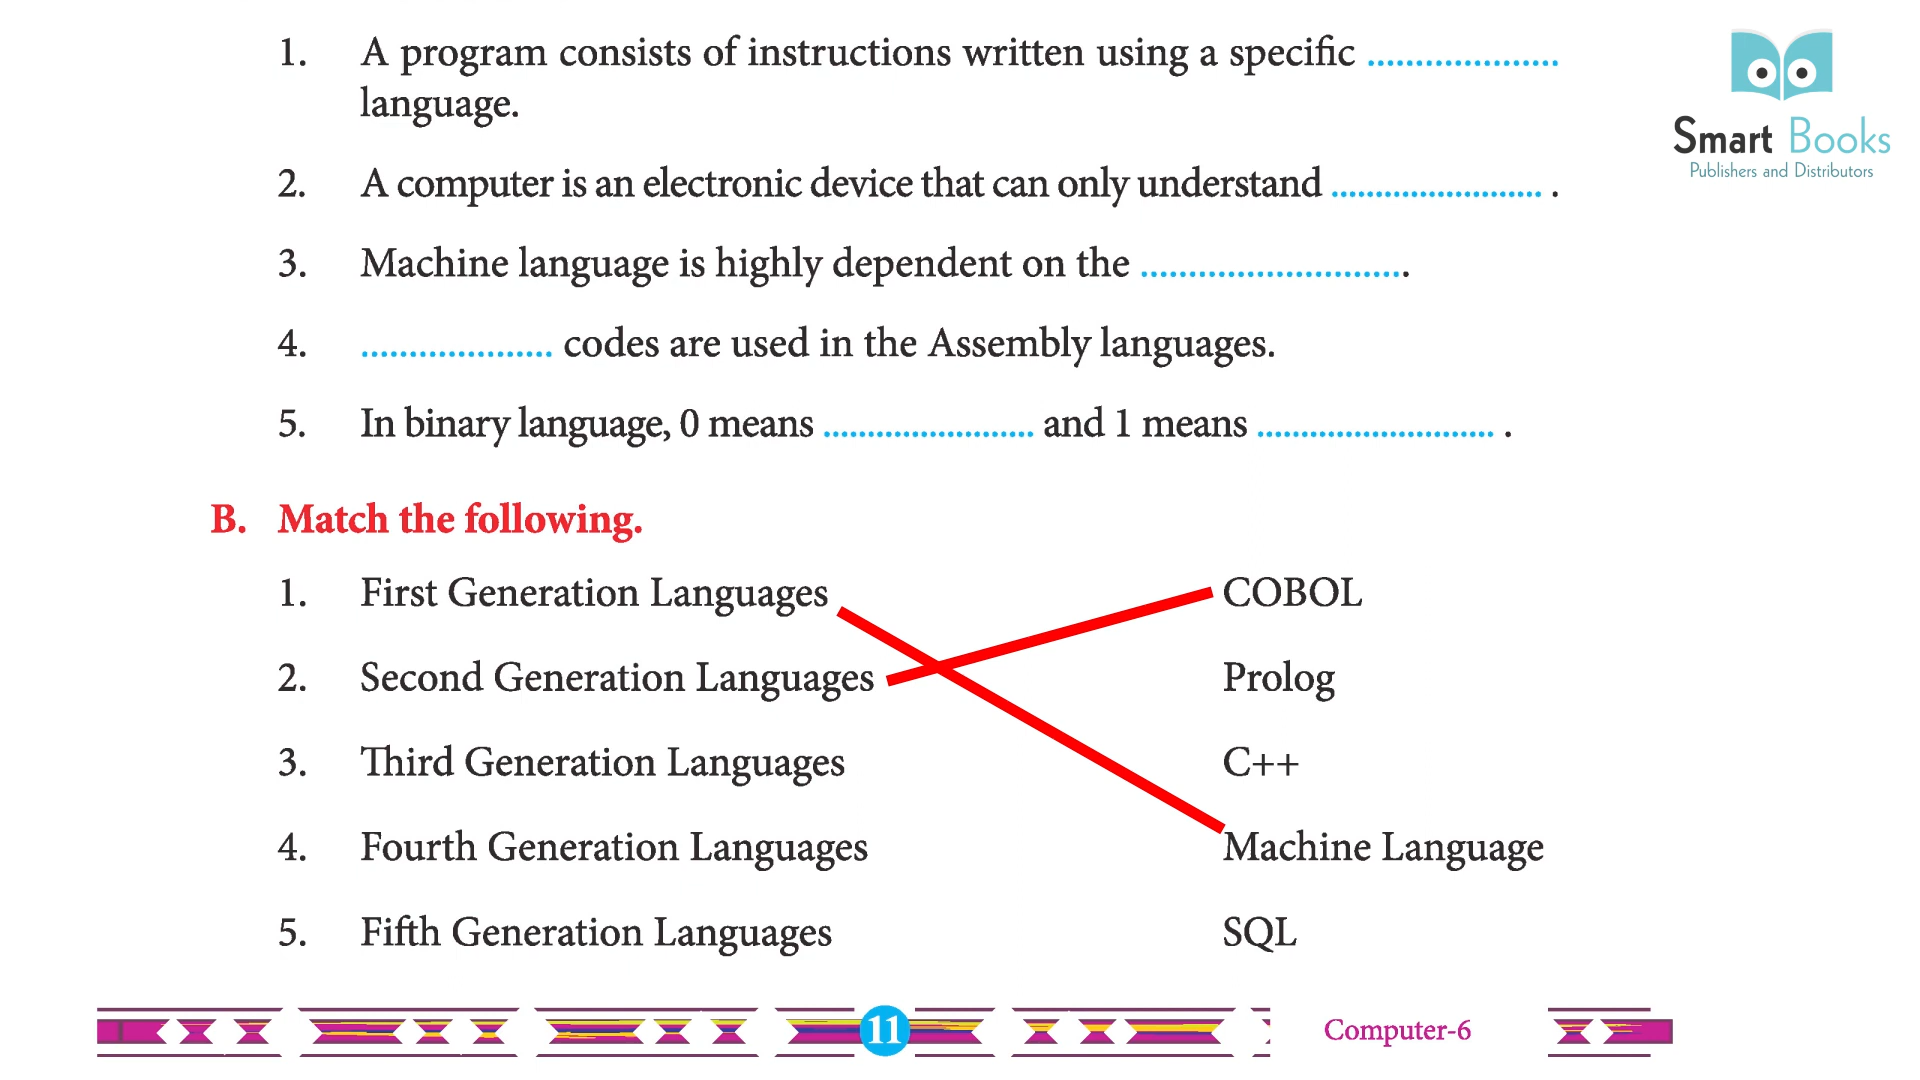 1. A program consists of instructions written using a specific ....................
language.
2. A computer is an electronic device that can only understand ........................ .
3. Machine language is highly dependent on the ............................
4. .................... codes are used in the Assembly languages.
5. In binary language, 0 means ........................ and 1 means ........................... .
Smart Books
Publishers and Distributors
B. Match the following.
1. First Generation Languages COBOL
2. Second Generation Languages Prolog
3. Third Generation Languages C++
4. Fourth Generation Languages Machine Language
5. Fifth Generation Languages SQL
11 Computer-6